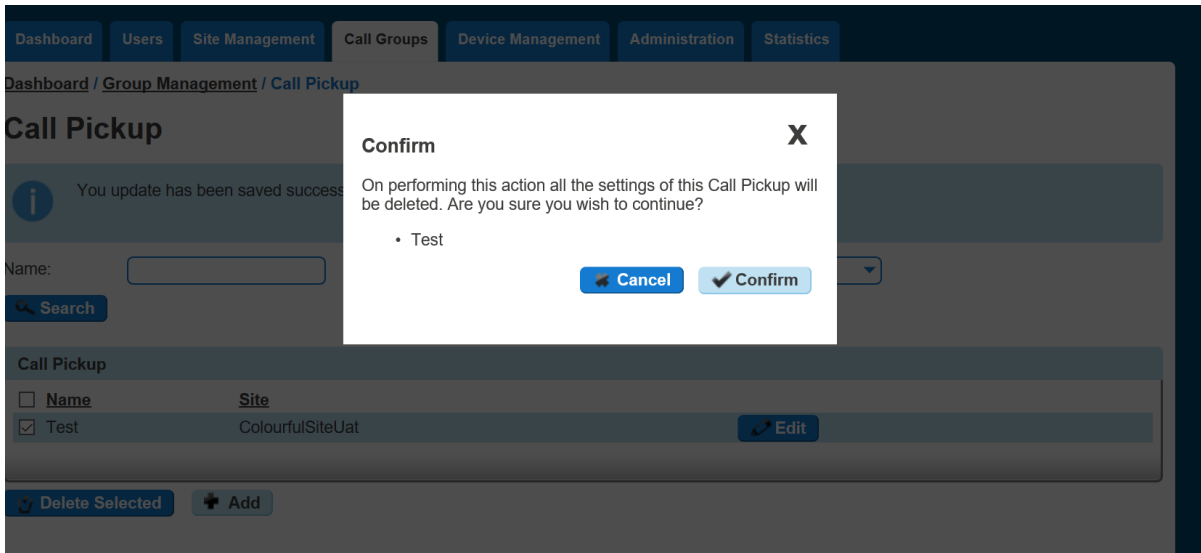 Dashboard Users Site Management Call Groups Device Management Administration Statistics
Dashboard / Group Management / Call Pickup
Call Pickup
Confirm X
You update has been saved success
On performing this action all the settings of this Call Pickup will
be deleted. Are you sure you wish to continue?
• Test
Name:
Cancel Confirm
Search
Call Pickup
Name Site
Test ColourfulSiteUat Edit
Delete Selected Add